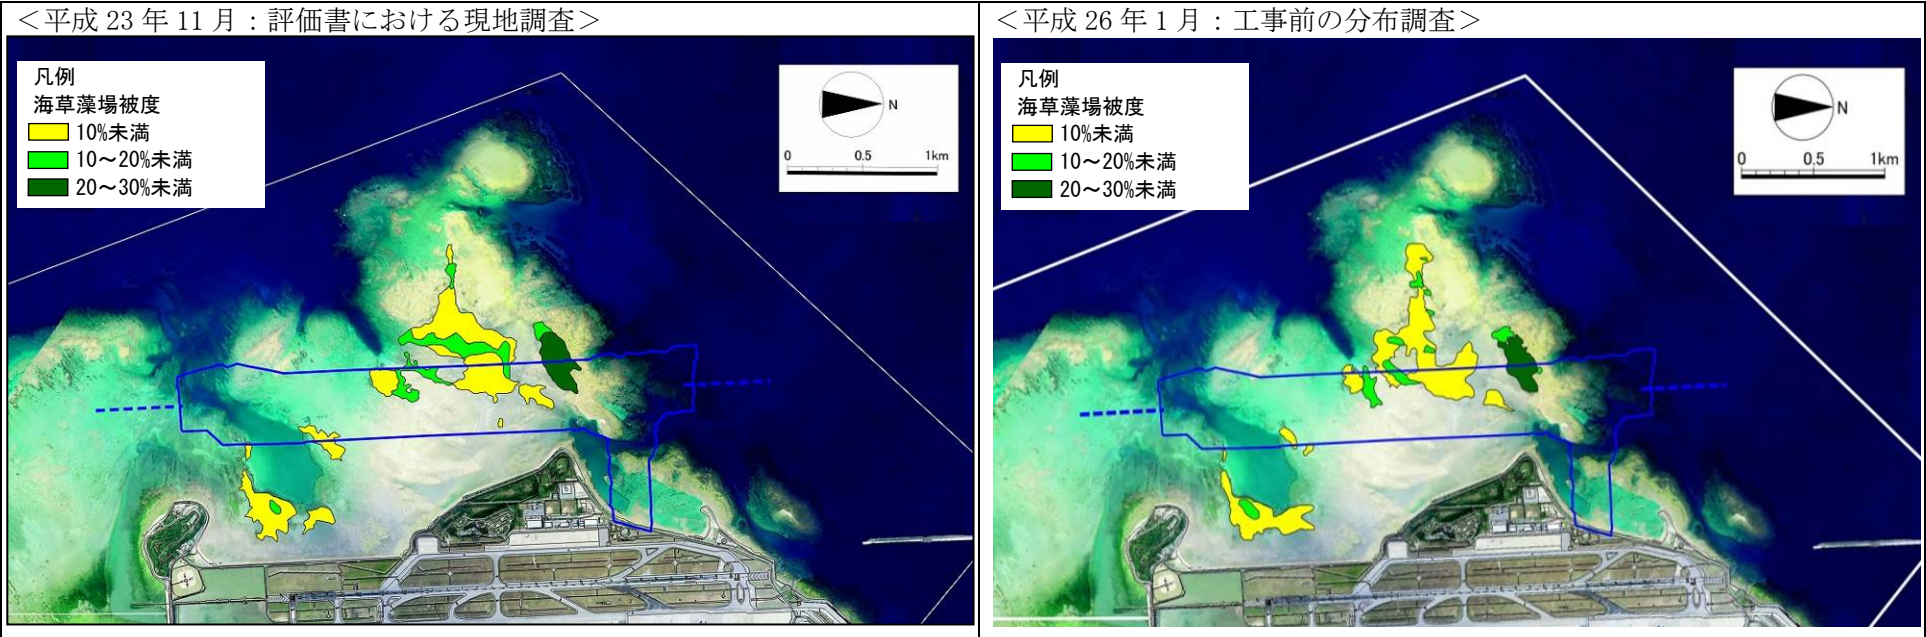 ＜平成 23 年 11 月：評価書における現地調査＞
凡例
海草藻場被度
10%未満
10～20%未満
20～30%未満
N
0 0.5 1km
＜平成 26 年 1 月：工事前の分布調査＞
凡例
海草藻場被度
10%未満
10～20%未満
20～30%未満
N
0 0.5 1km